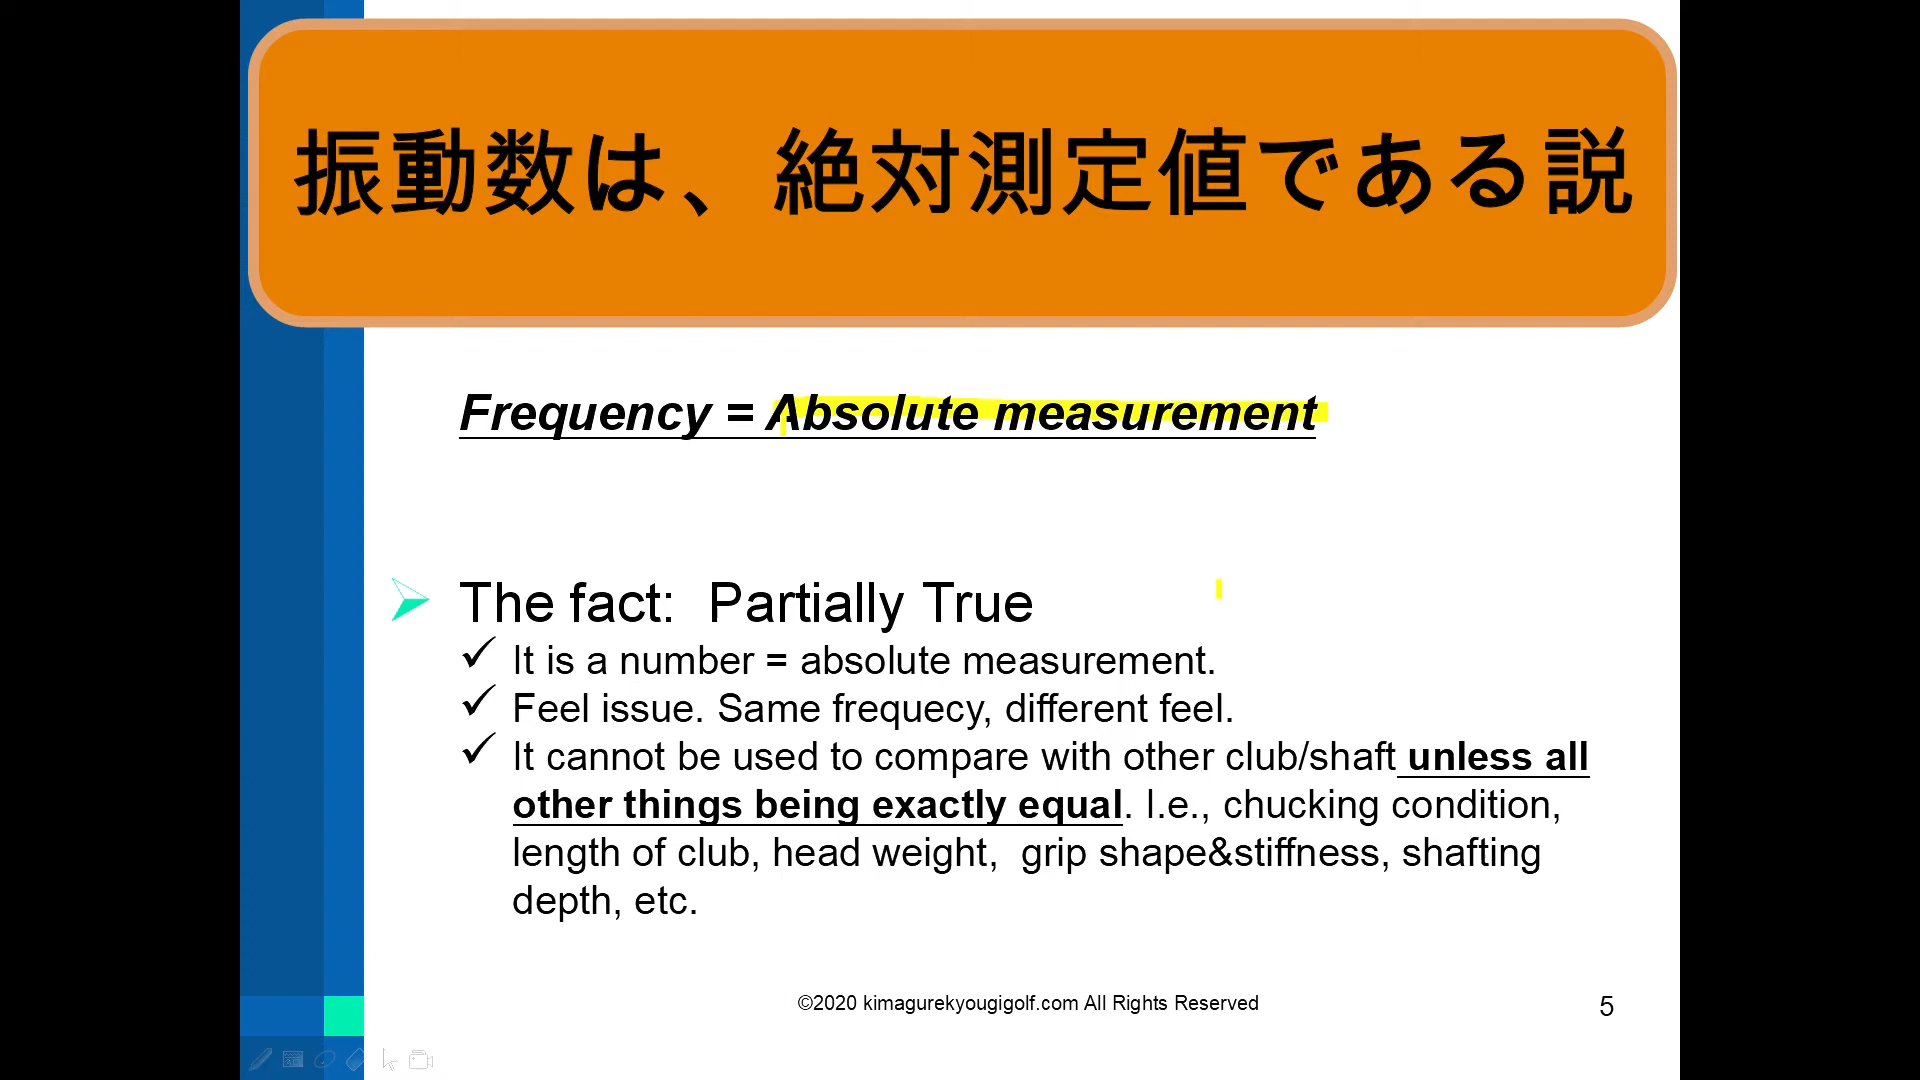 振動数は、絶対測定値である説
Frequency = Absolute measurement
The fact:  Partially True
It is a number = absolute measurement.
Feel issue. Same frequecy, different feel.
It cannot be used to compare with other club/shaft unless all
other things being exactly equal. I.e., chucking condition,
length of club, head weight,  grip shape&stiffness, shafting
depth, etc.
©2020 kimagurekyougigolf.com All Rights Reserved
5